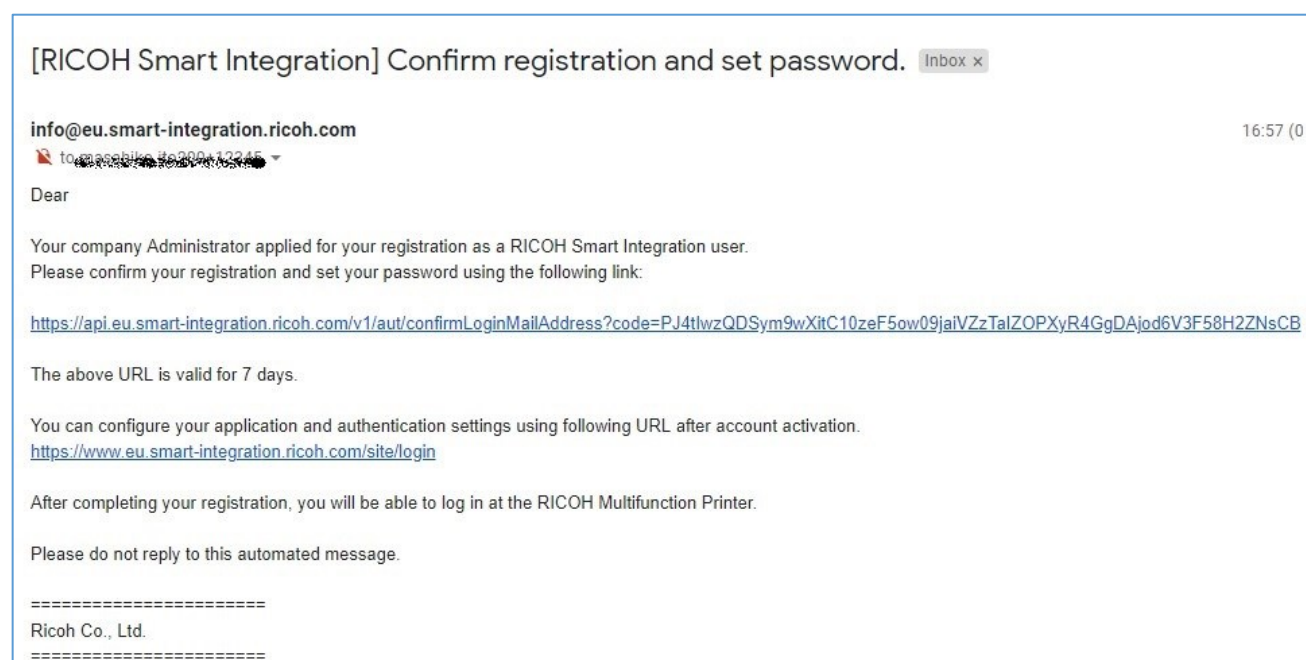 [RICOH Smart Integration] Confirm registration and set password. Inbox x
info@eu.smart-integration.ricoh.com 16:57 (0
to
Dear
Your company Administrator applied for your registration as a RICOH Smart Integration user.
Please confirm your registration and set your password using the following link:
https://api.eu.smart-integration.ricoh.com/v1/aut/confirmLoginMailAddress?code=PJ4tIwzQDSym9wXitC10zeF5ow09jaiVZzTaIZOPXyR4GgDAjod6V3F58H2ZNsCB
The above URL is valid for 7 days.
You can configure your application and authentication settings using following URL after account activation.
https://www.eu.smart-integration.ricoh.com/site/login
After completing your registration, you will be able to log in at the RICOH Multifunction Printer.
Please do not reply to this automated message.
=======================
Ricoh Co., Ltd.
=======================